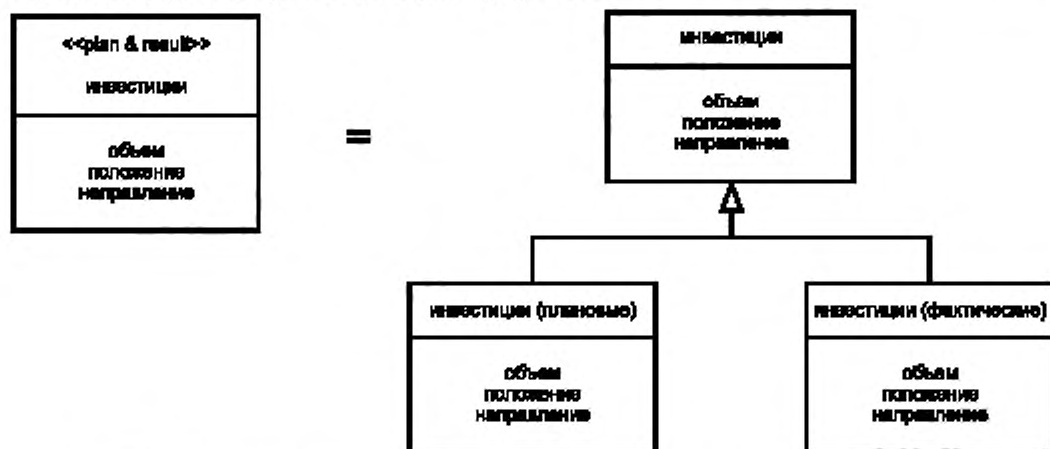 <<plan & result>>
инвестиции
объем
положение
направление
=
инвестиции
объем
положение
направление
инвестиции (плановые)
объем
положение
направление
инвестиции (фактические)
объем
положение
направление